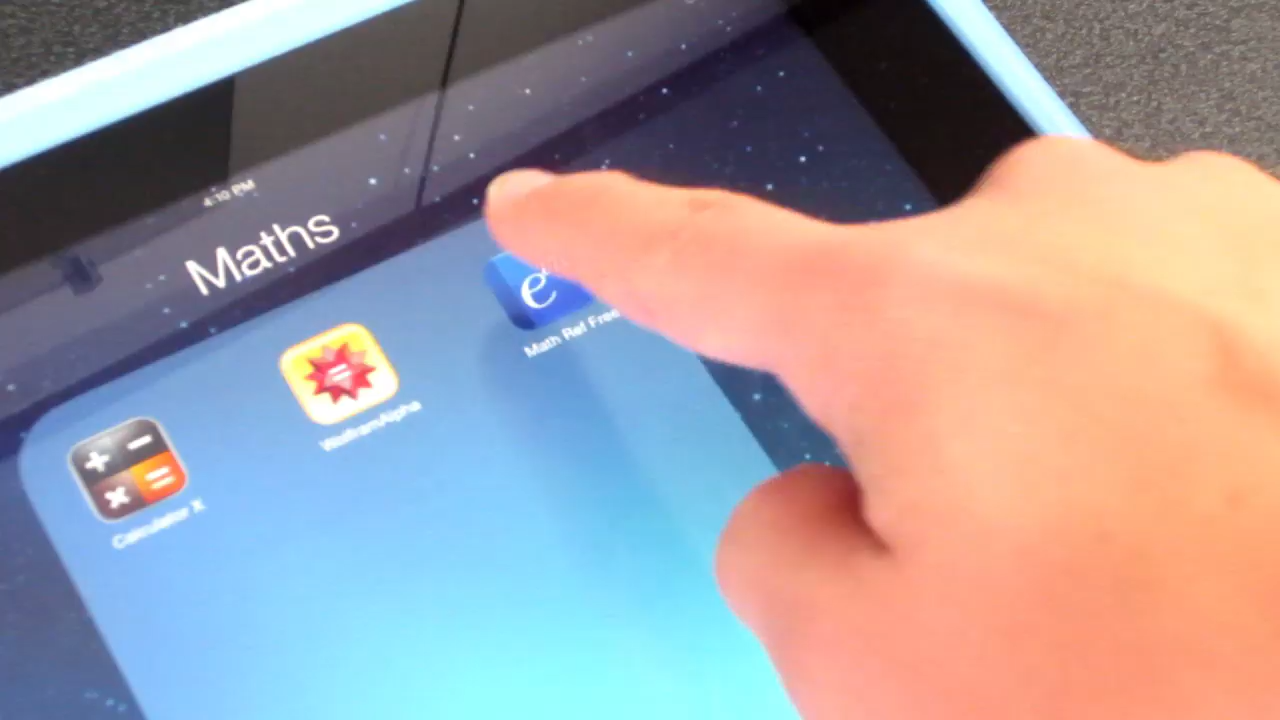 4:10 PM
Maths
Calculator X
WolframAlpha
e
Math Ref Free